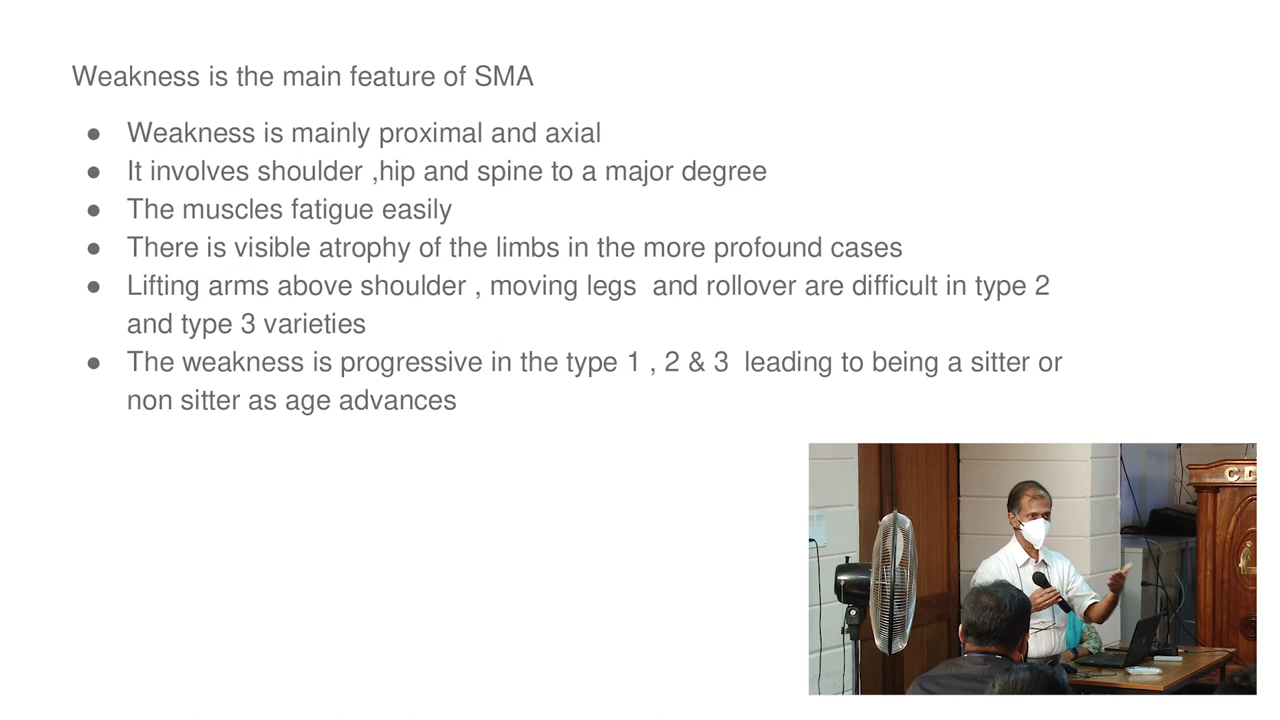 Weakness is the main feature of SMA
● Weakness is mainly proximal and axial
● It involves shoulder ,hip and spine to a major degree
● The muscles fatigue easily
● There is visible atrophy of the limbs in the more profound cases
● Lifting arms above shoulder , moving legs  and rollover are difficult in type 2
and type 3 varieties
● The weakness is progressive in the type 1 , 2 & 3  leading to being a sitter or
non sitter as age advances
CD